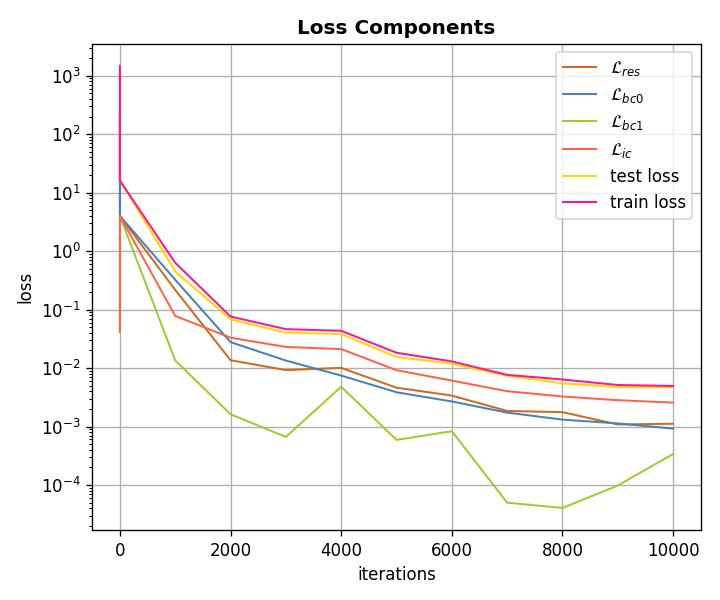 Loss Components
loss
10³
10²
10¹
10⁰
10⁻¹
10⁻²
10⁻³
10⁻⁴
ℒ_res
ℒ_bc0
ℒ_bc1
ℒ_ic
test loss
train loss
0 2000 4000 6000 8000 10000
iterations